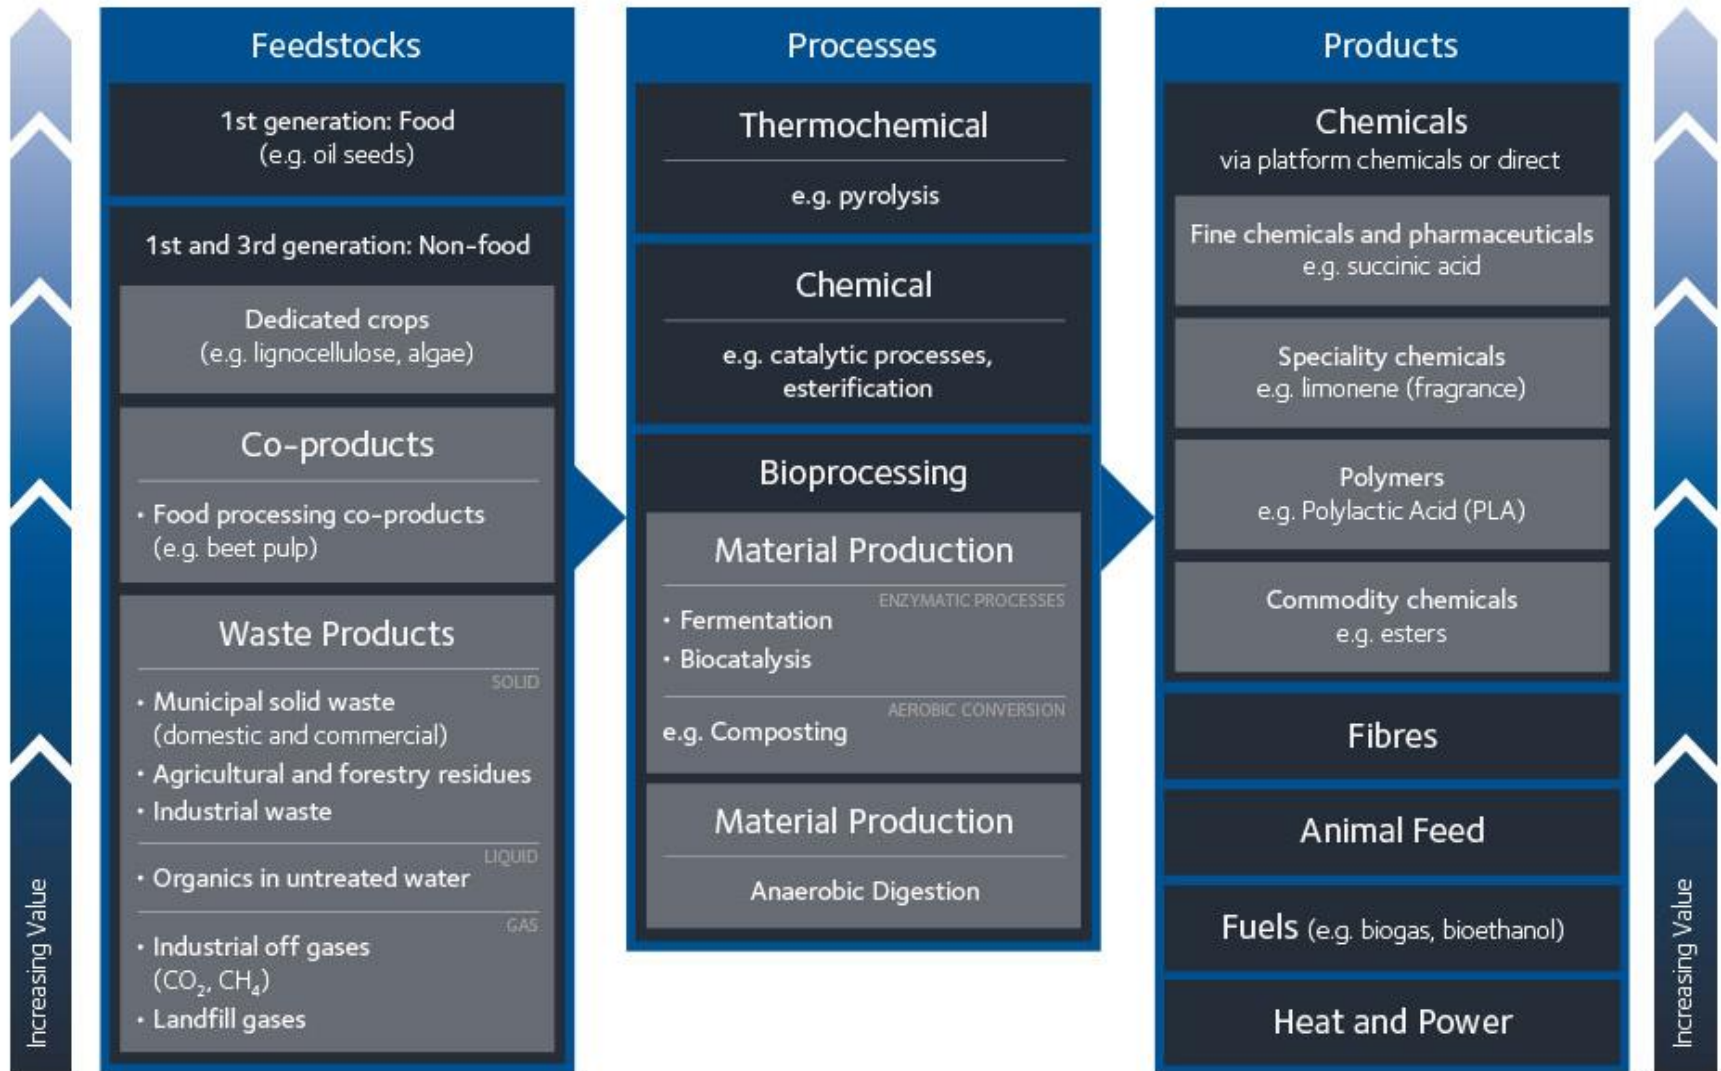 Increasing Value
Feedstocks
1st generation: Food
(e.g. oil seeds)
1st and 3rd generation: Non-food
Dedicated crops
(e.g. lignocellulose, algae)
Co-products
• Food processing co-products
(e.g. beet pulp)
Waste Products
SOLID
• Municipal solid waste
(domestic and commercial)
• Agricultural and forestry residues
• Industrial waste
LIQUID
• Organics in untreated water
GAS
• Industrial off gases
(CO₂, CH₄)
• Landfill gases
Processes
Thermochemical
e.g. pyrolysis
Chemical
e.g. catalytic processes,
esterification
Bioprocessing
Material Production
ENZYMATIC PROCESSES
• Fermentation
• Biocatalysis
AEROBIC CONVERSION
e.g. Composting
Material Production
Anaerobic Digestion
Products
Chemicals
via platform chemicals or direct
Fine chemicals and pharmaceuticals
e.g. succinic acid
Speciality chemicals
e.g. limonene (fragrance)
Polymers
e.g. Polylactic Acid (PLA)
Commodity chemicals
e.g. esters
Fibres
Animal Feed
Fuels (e.g. biogas, bioethanol)
Heat and Power
Increasing Value